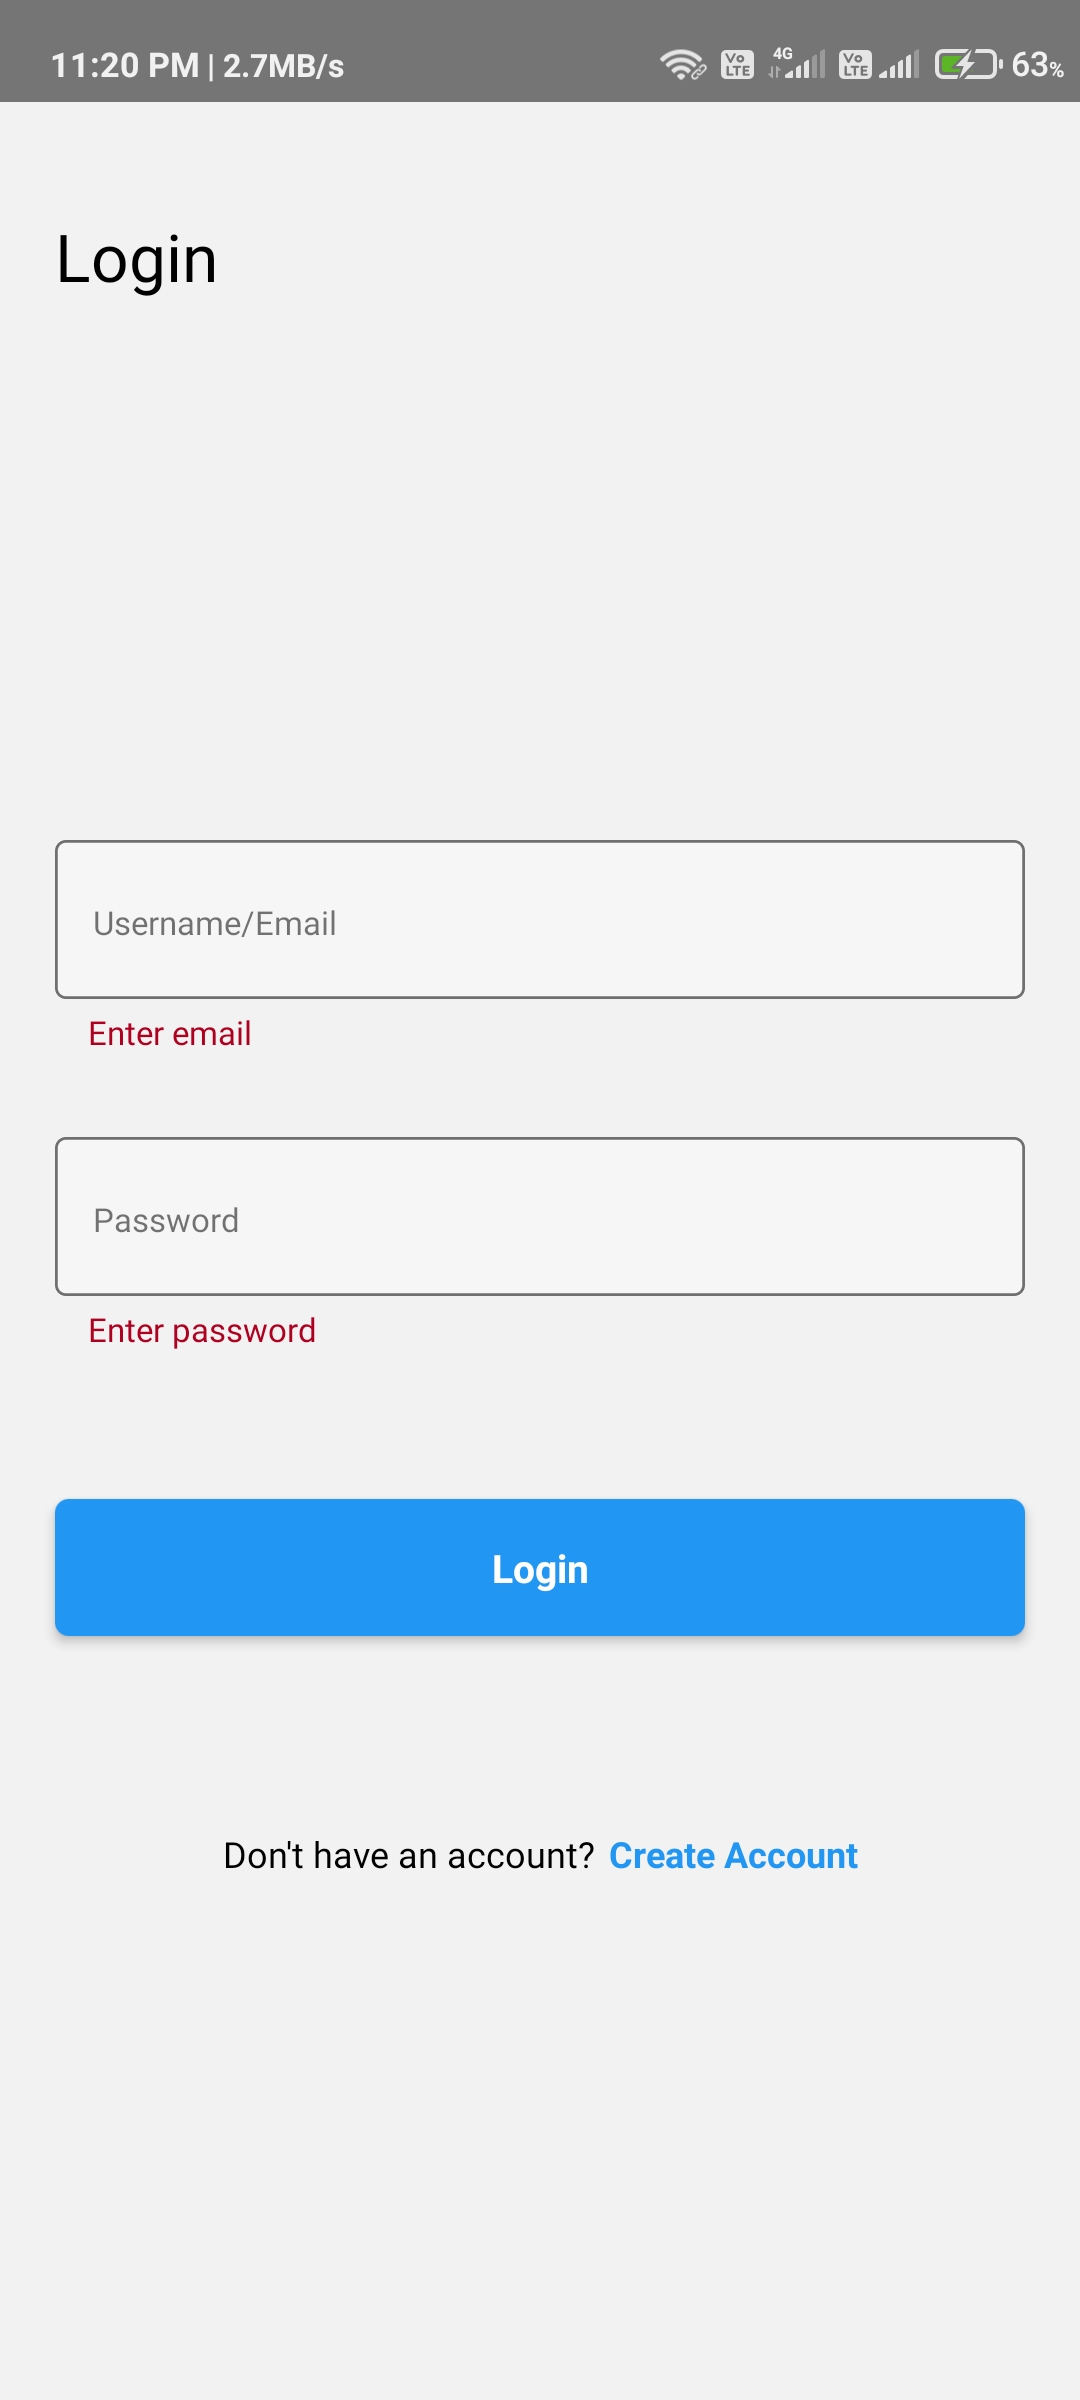 11:20 PM | 2.7MB/s Vo LTE 4G Vo LTE 63%
Login
Username/Email
Enter email
Password
Enter password
Login
Don't have an account? Create Account